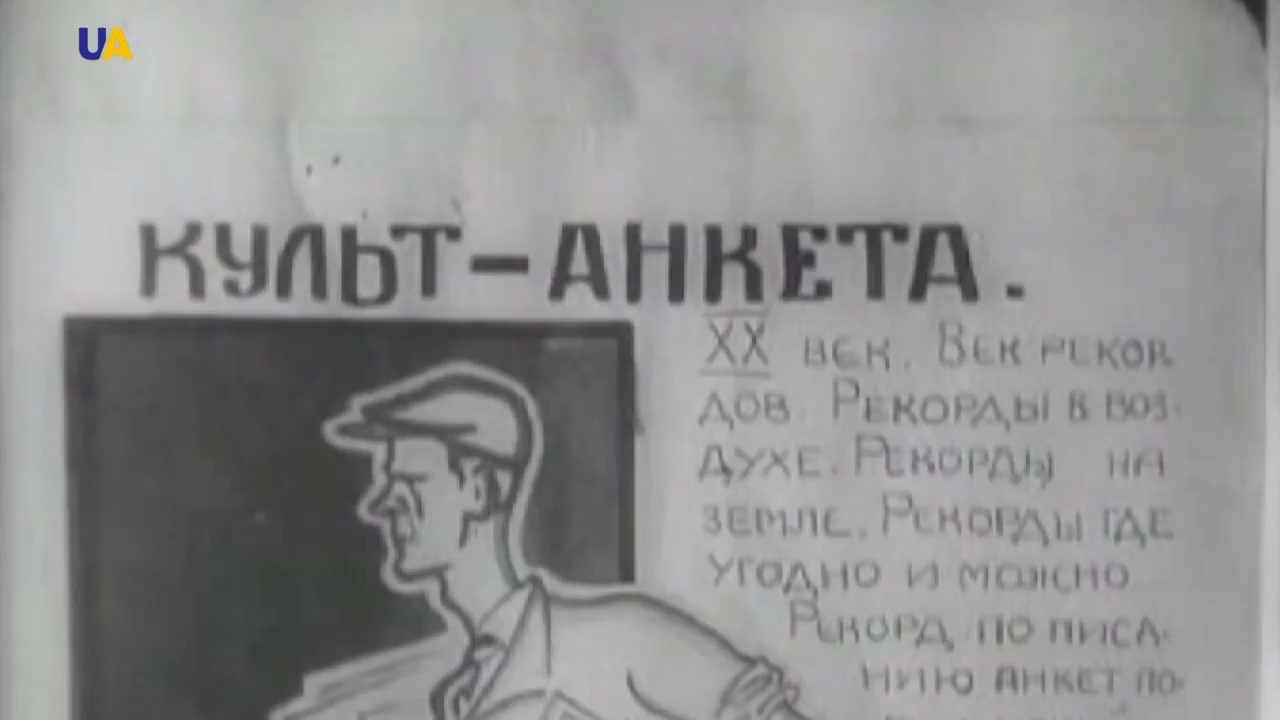 UA
КУЛЬТ-АНКЕТА.
XX ВЕК. ВЕК РЕКОР
ДОВ. РЕКОРДЫ В ВОЗ-
ДУХЕ. РЕКОРДЫ НА
ЗЕМЛЕ. РЕКОРДЫ ГДЕ
УГОДНО И МОЖНО
РЕКОРД ПО ПИСА-
НИЮ АНКЕТ ПО-